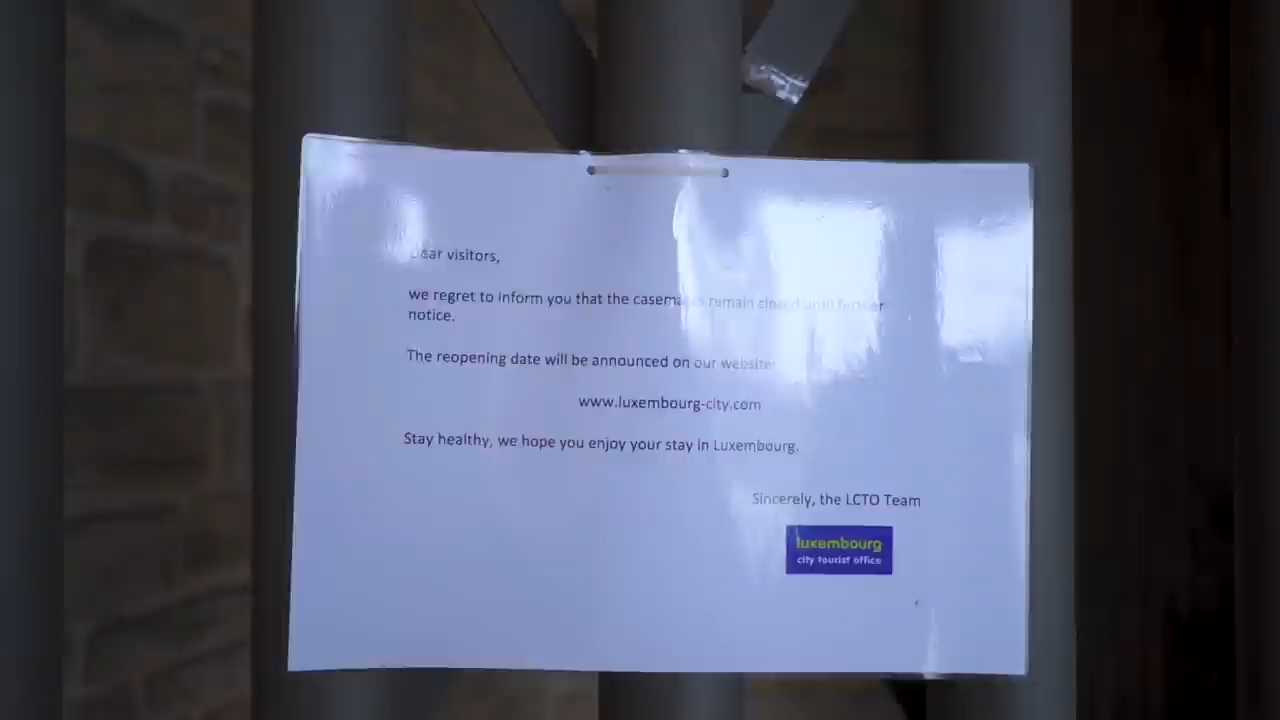 Dear visitors,
we regret to inform you that the casemates remain closed until further
notice.
The reopening date will be announced on our website:
www.luxembourg-city.com
Stay healthy, we hope you enjoy your stay in Luxembourg.
Sincerely, the LCTO Team
luxembourg
city tourist office